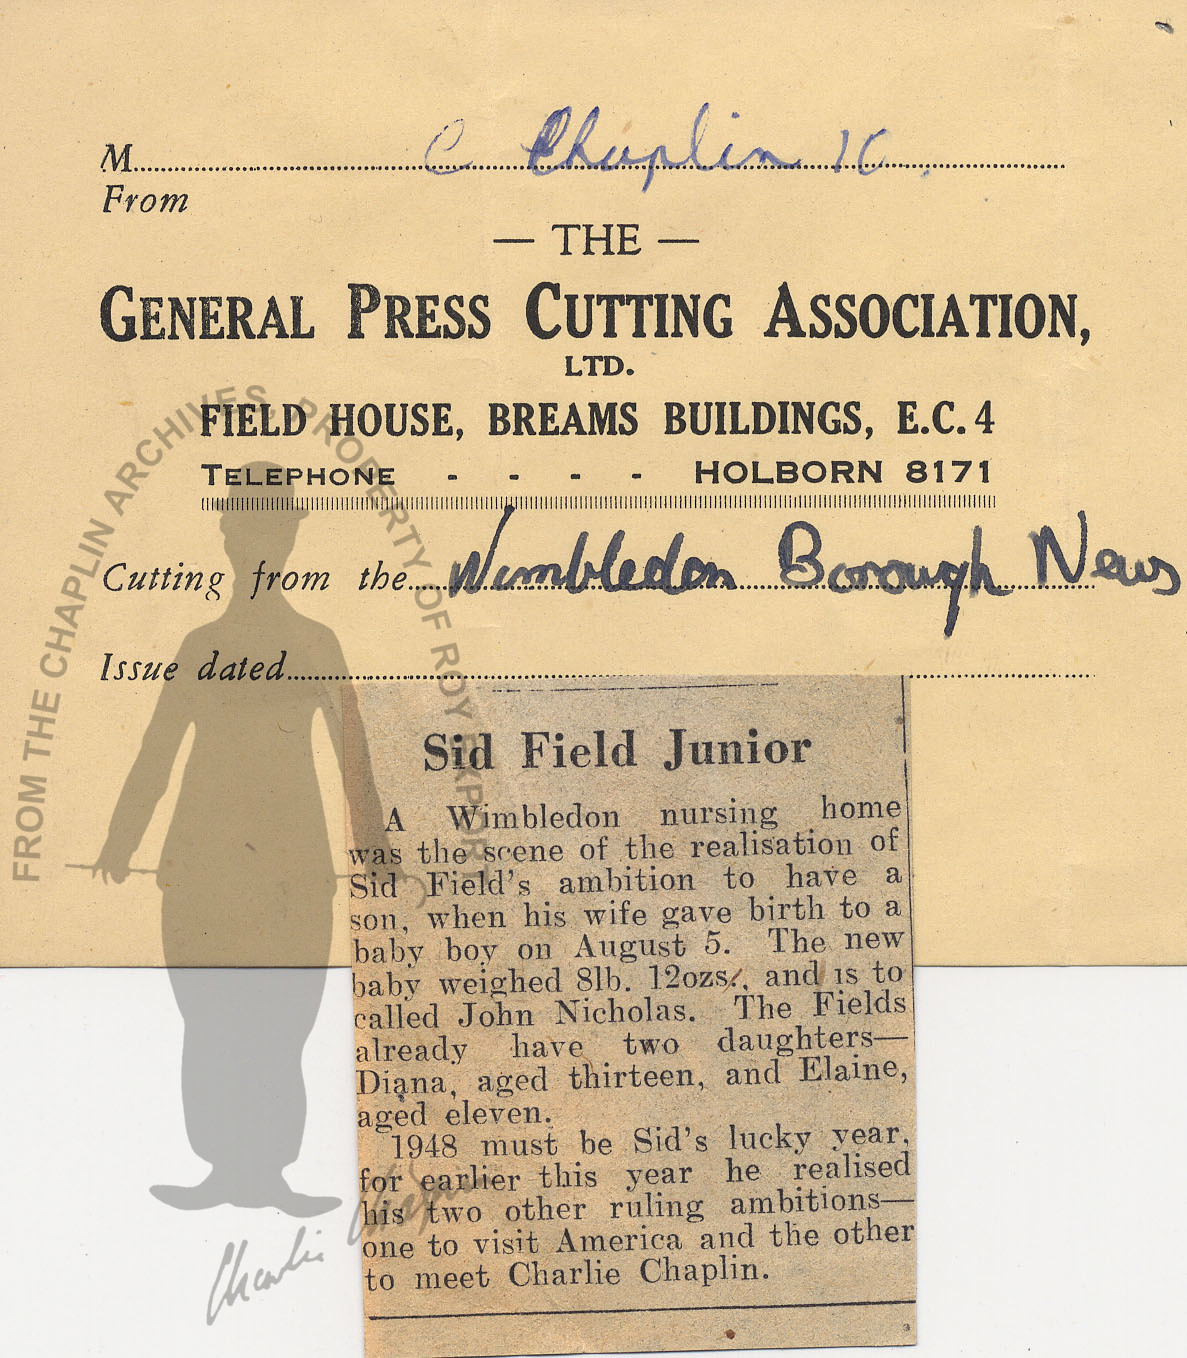 M.......... C Chaplin 10
From
— THE —
GENERAL PRESS CUTTING ASSOCIATION,
LTD.
FIELD HOUSE, BREAMS BUILDINGS, E.C.4
TELEPHONE - - - - HOLBORN 8171
Cutting from the Wimbledon Borough News
Issue dated
Sid Field Junior
A Wimbledon nursing home
was the scene of the realisation of
Sid Field's ambition to have a
son, when his wife gave birth to a
baby boy on August 5. The new
baby weighed 8lb. 12ozs., and is to
called John Nicholas. The Fields
already have two daughters—
Diana, aged thirteen, and Elaine,
aged eleven.
1948 must be Sid's lucky year,
for earlier this year he realised
his two other ruling ambitions—
one to visit America and the other
to meet Charlie Chaplin.
FROM THE CHAPLIN ARCHIVES, PROPERTY OF ROY EXPORT
Charlie Chaplin